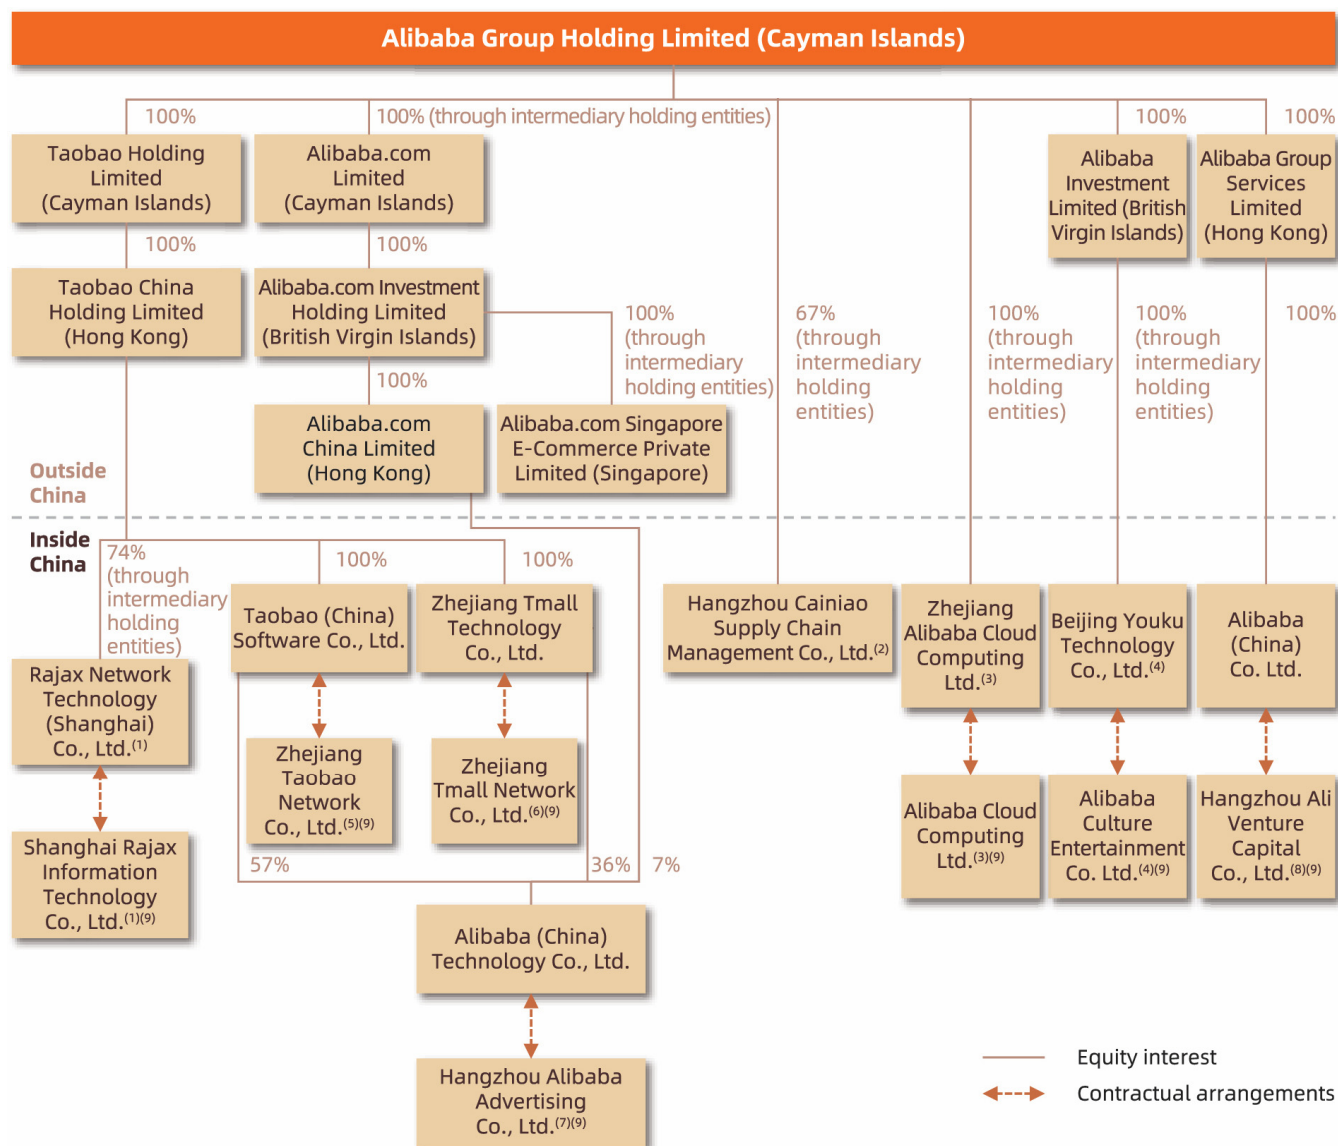 Alibaba Group Holding Limited (Cayman Islands)
100%
100% (through intermediary holding entities)
100%
100%
Taobao Holding
Limited
(Cayman Islands)
Alibaba.com
Limited
(Cayman Islands)
Alibaba
Investment
Limited (British
Virgin Islands)
Alibaba Group
Services
Limited
(Hong Kong)
100%
100%
Taobao China
Holding Limited
(Hong Kong)
Alibaba.com Investment
Holding Limited
(British Virgin Islands)
100%
(through
intermediary
holding entities)
67%
(through
intermediary
holding
entities)
100%
(through
intermediary
holding
entities)
100%
(through
intermediary
holding
entities)
100%
100%
Alibaba.com
China Limited
(Hong Kong)
Alibaba.com Singapore
E-Commerce Private
Limited (Singapore)
Outside
China
Inside
China
74%
(through
intermediary
holding
entities)
100%
100%
Taobao (China)
Software Co., Ltd.
Zhejiang Tmall
Technology
Co., Ltd.
Hangzhou Cainiao
Supply Chain
Management Co., Ltd.(2)
Zhejiang
Alibaba Cloud
Computing
Ltd.(3)
Beijing Youku
Technology
Co., Ltd.(4)
Alibaba
(China)
Co. Ltd.
Rajax Network
Technology
(Shanghai)
Co., Ltd.(1)
Zhejiang
Taobao
Network
Co., Ltd.(5)(9)
Zhejiang
Tmall Network
Co., Ltd.(6)(9)
Alibaba Cloud
Computing
Ltd.(3)(9)
Alibaba
Culture
Entertainment
Co. Ltd.(4)(9)
Hangzhou Ali
Venture
Capital
Co., Ltd.(8)(9)
Shanghai Rajax
Information
Technology
Co., Ltd.(1)(9)
57%
36%
7%
Alibaba (China)
Technology Co., Ltd.
Hangzhou Alibaba
Advertising
Co., Ltd.(7)(9)
Equity interest
Contractual arrangements